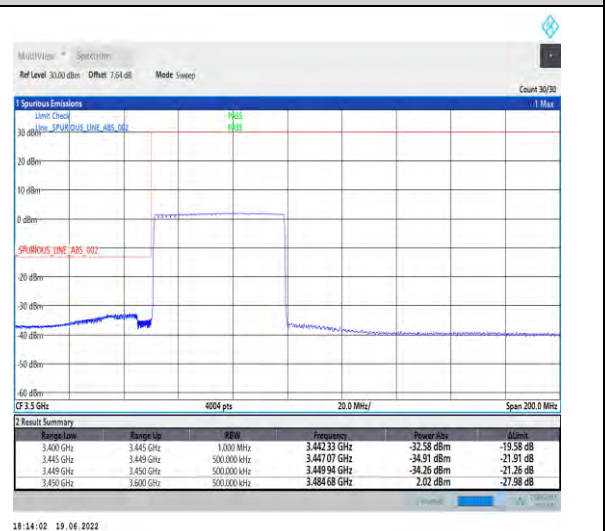 MultiView Spectrum
Ref Level 30.00 dBm Offset 7.64 dB Mode Sweep
Count 30/30
1 Spurious Emissions 1 Max
Limit Check PASS
Line _SPURIOUS_LINE_ABS_002 PASS
30 dBm
20 dBm
10 dBm
0 dBm
_SPURIOUS_LINE_ABS_002
-20 dBm
-30 dBm
-40 dBm
-50 dBm
-60 dBm
CF 3.5 GHz 4004 pts 20.0 MHz/ Span 200.0 MHz
2 Result Summary
Range Low Range Up RBW Frequency Power Abs ΔLimit
3.400 GHz 3.445 GHz 1.000 MHz 3.442 33 GHz -32.58 dBm -19.58 dB
3.445 GHz 3.449 GHz 500.000 kHz 3.447 07 GHz -34.91 dBm -21.91 dB
3.449 GHz 3.450 GHz 500.000 kHz 3.449 94 GHz -34.26 dBm -21.26 dB
3.450 GHz 3.600 GHz 500.000 kHz 3.484 68 GHz 2.02 dBm -27.98 dB
18:14:02 19.06.2022